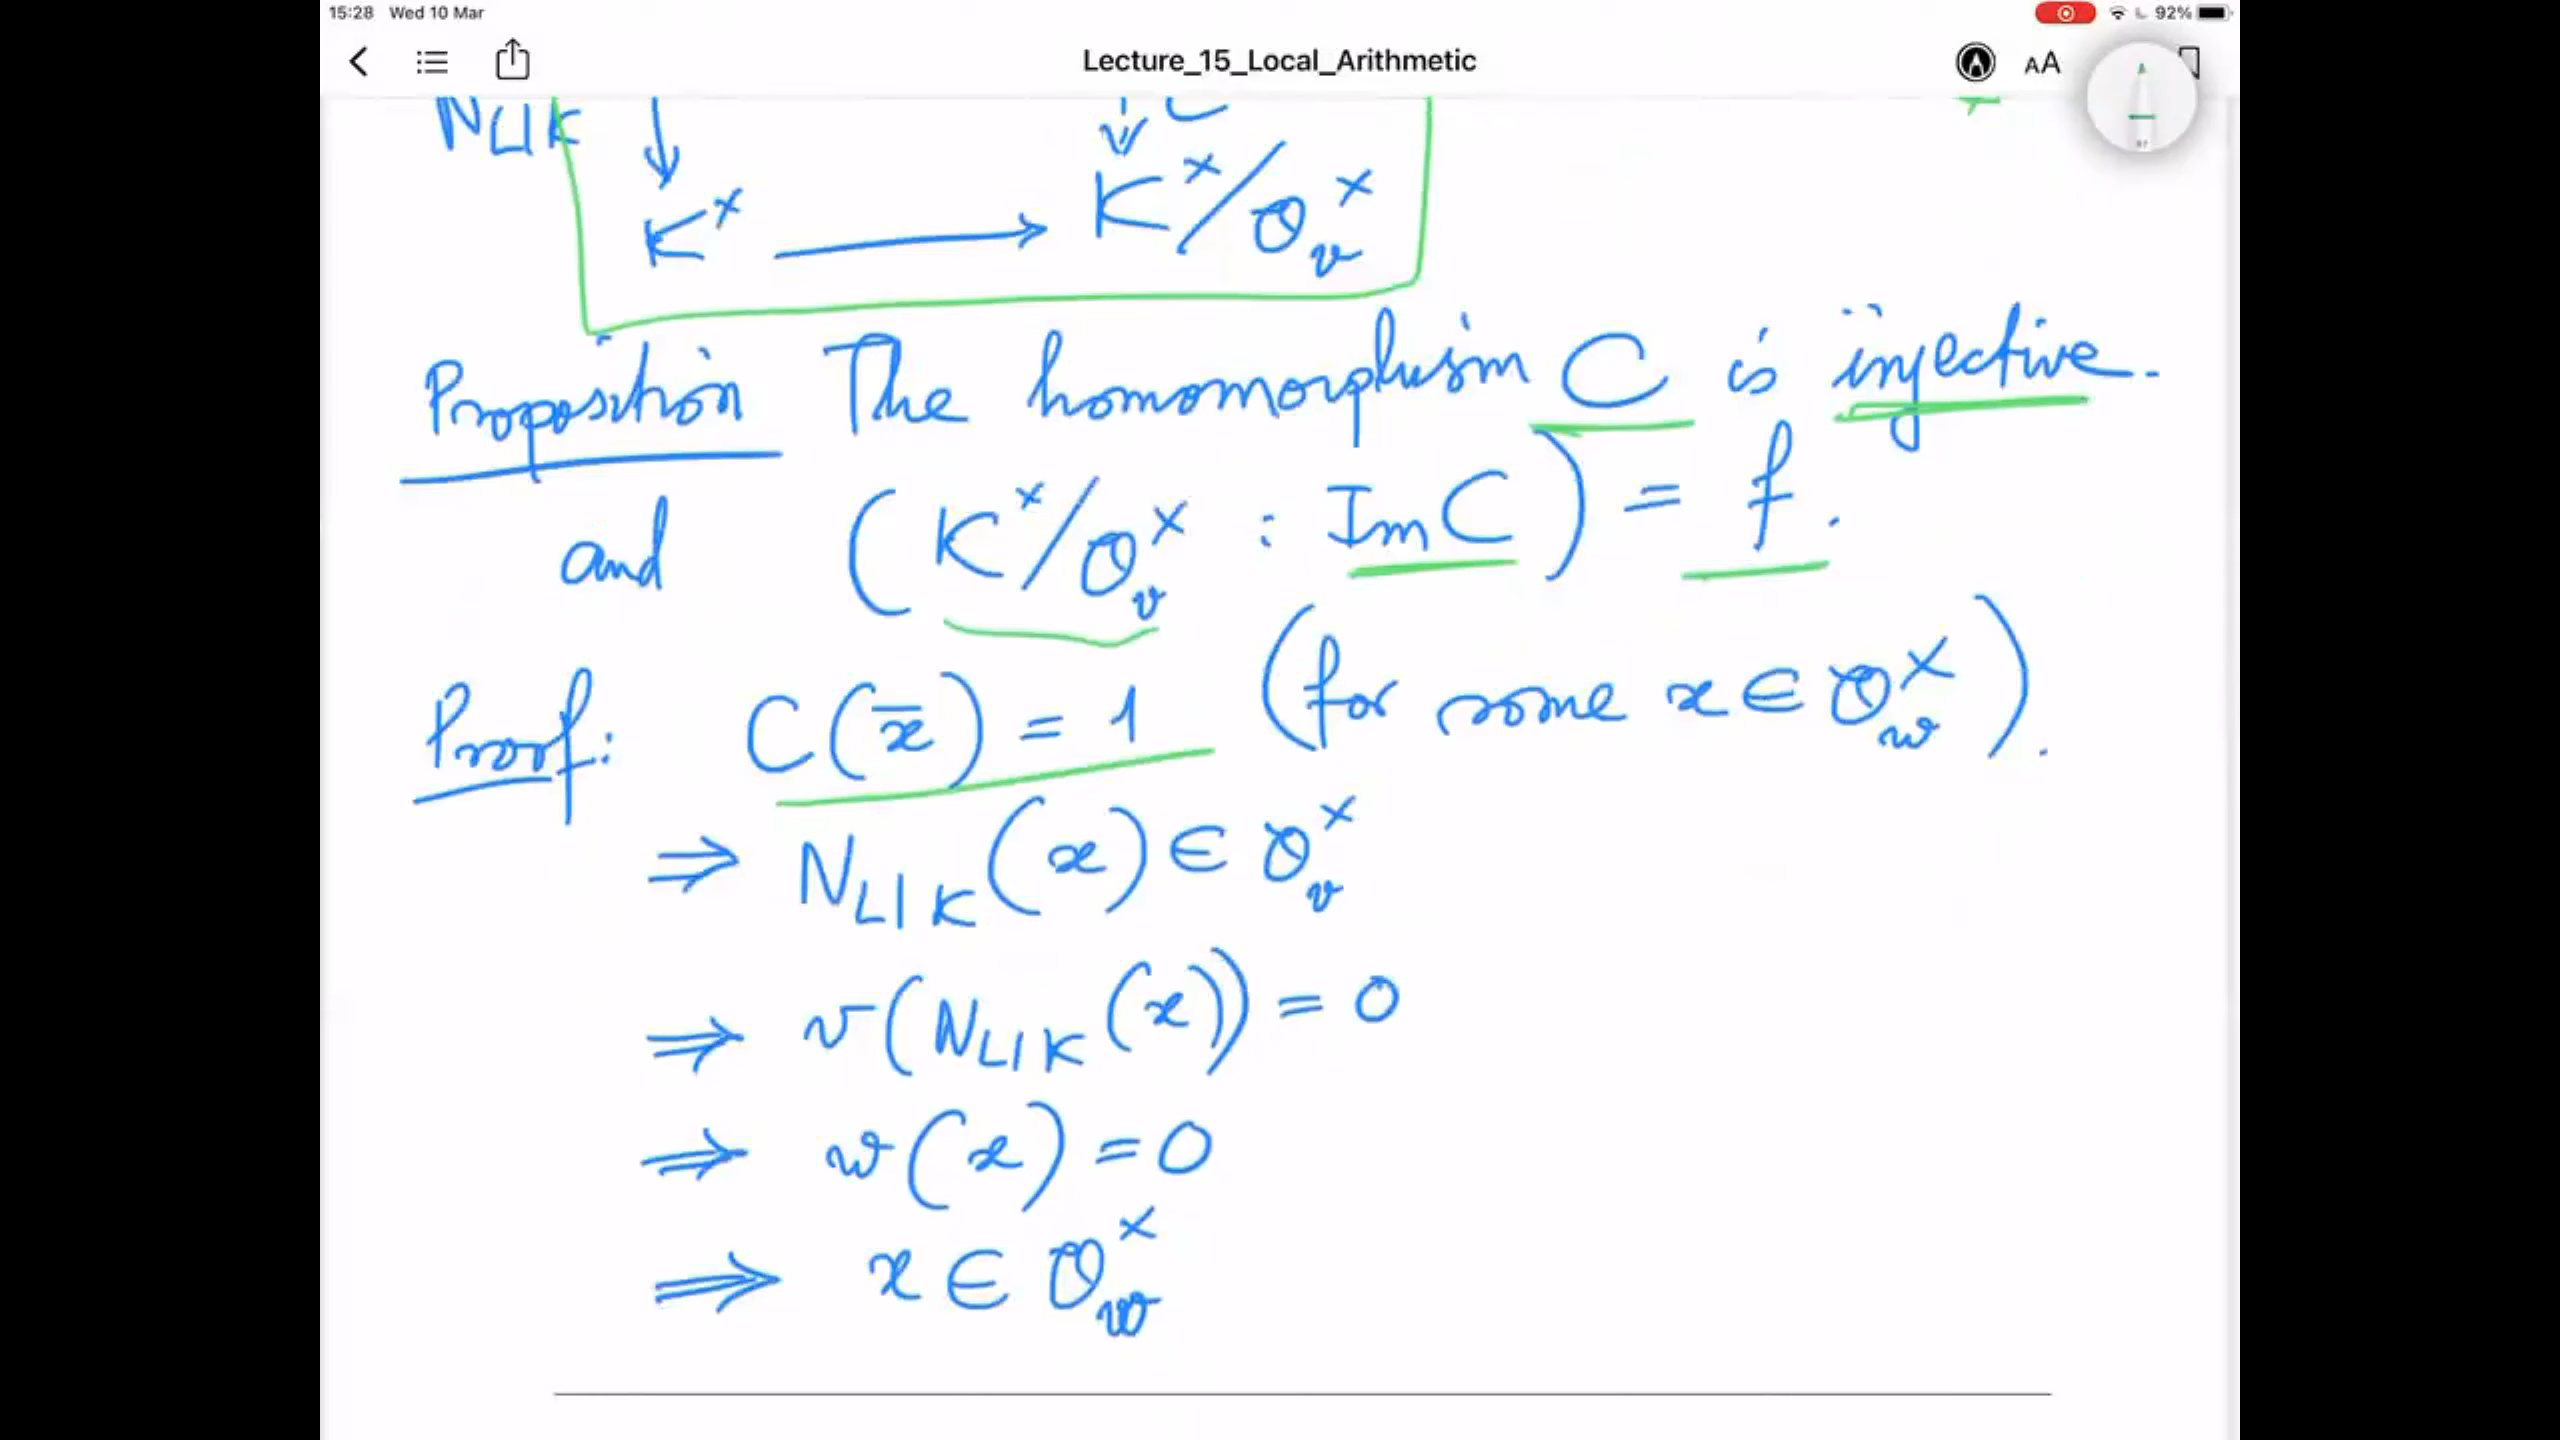 15:28 Wed 10 Mar 92%
Lecture_15_Local_Arithmetic
AA
N_{L|K} C
K^× → K^×/O_v^×
Proposition The homomorphism C is injective.
and (K^×/O_v^× : Im C) = f.
Proof: C(x̄) = 1 (for some x ∈ O_w^×).
⇒ N_{L|K}(x) ∈ O_v^×
⇒ v(N_{L|K}(x)) = 0
⇒ w(x) = 0
⇒ x ∈ O_w^×